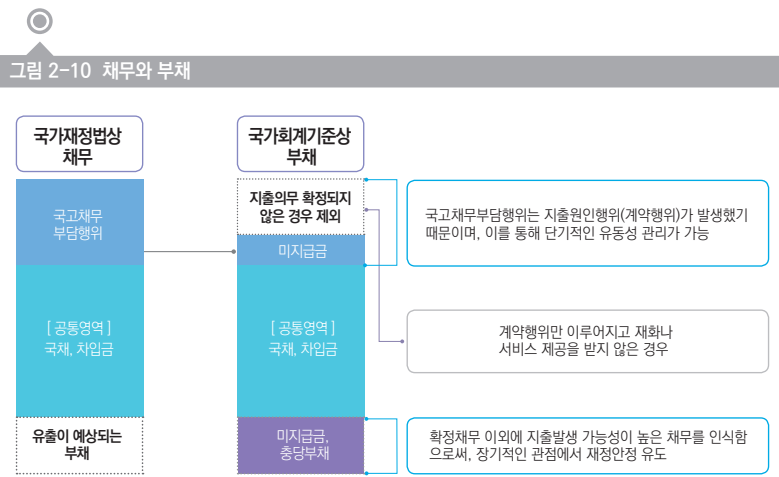 그림 2-10 채무와 부채
국가재정법상
채무
국고채무
부담행위
[ 공통영역 ]
국채, 차입금
유출이 예상되는
부채
국가회계기준상
부채
지출의무 확정되지
않은 경우 제외
미지급금
[ 공통영역 ]
국채, 차입금
미지급금,
충당부채
국고채무부담행위는 지출원인행위(계약행위)가 발생했기
때문이며, 이를 통해 단기적인 유동성 관리가 가능
계약행위만 이루어지고 재화나
서비스 제공을 받지 않은 경우
확정채무 이외에 지출발생 가능성이 높은 채무를 인식함
으로써, 장기적인 관점에서 재정안정 유도